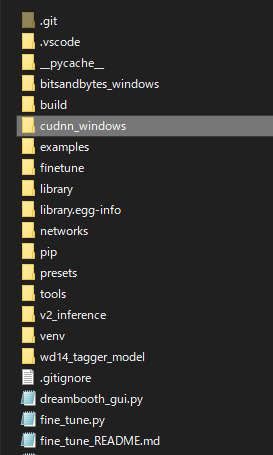 .git
.vscode
__pycache__
bitsandbytes_windows
build
cudnn_windows
examples
finetune
library
library.egg-info
networks
pip
presets
tools
v2_inference
venv
wd14_tagger_model
.gitignore
dreambooth_gui.py
fine_tune.py
fine_tune_README.md